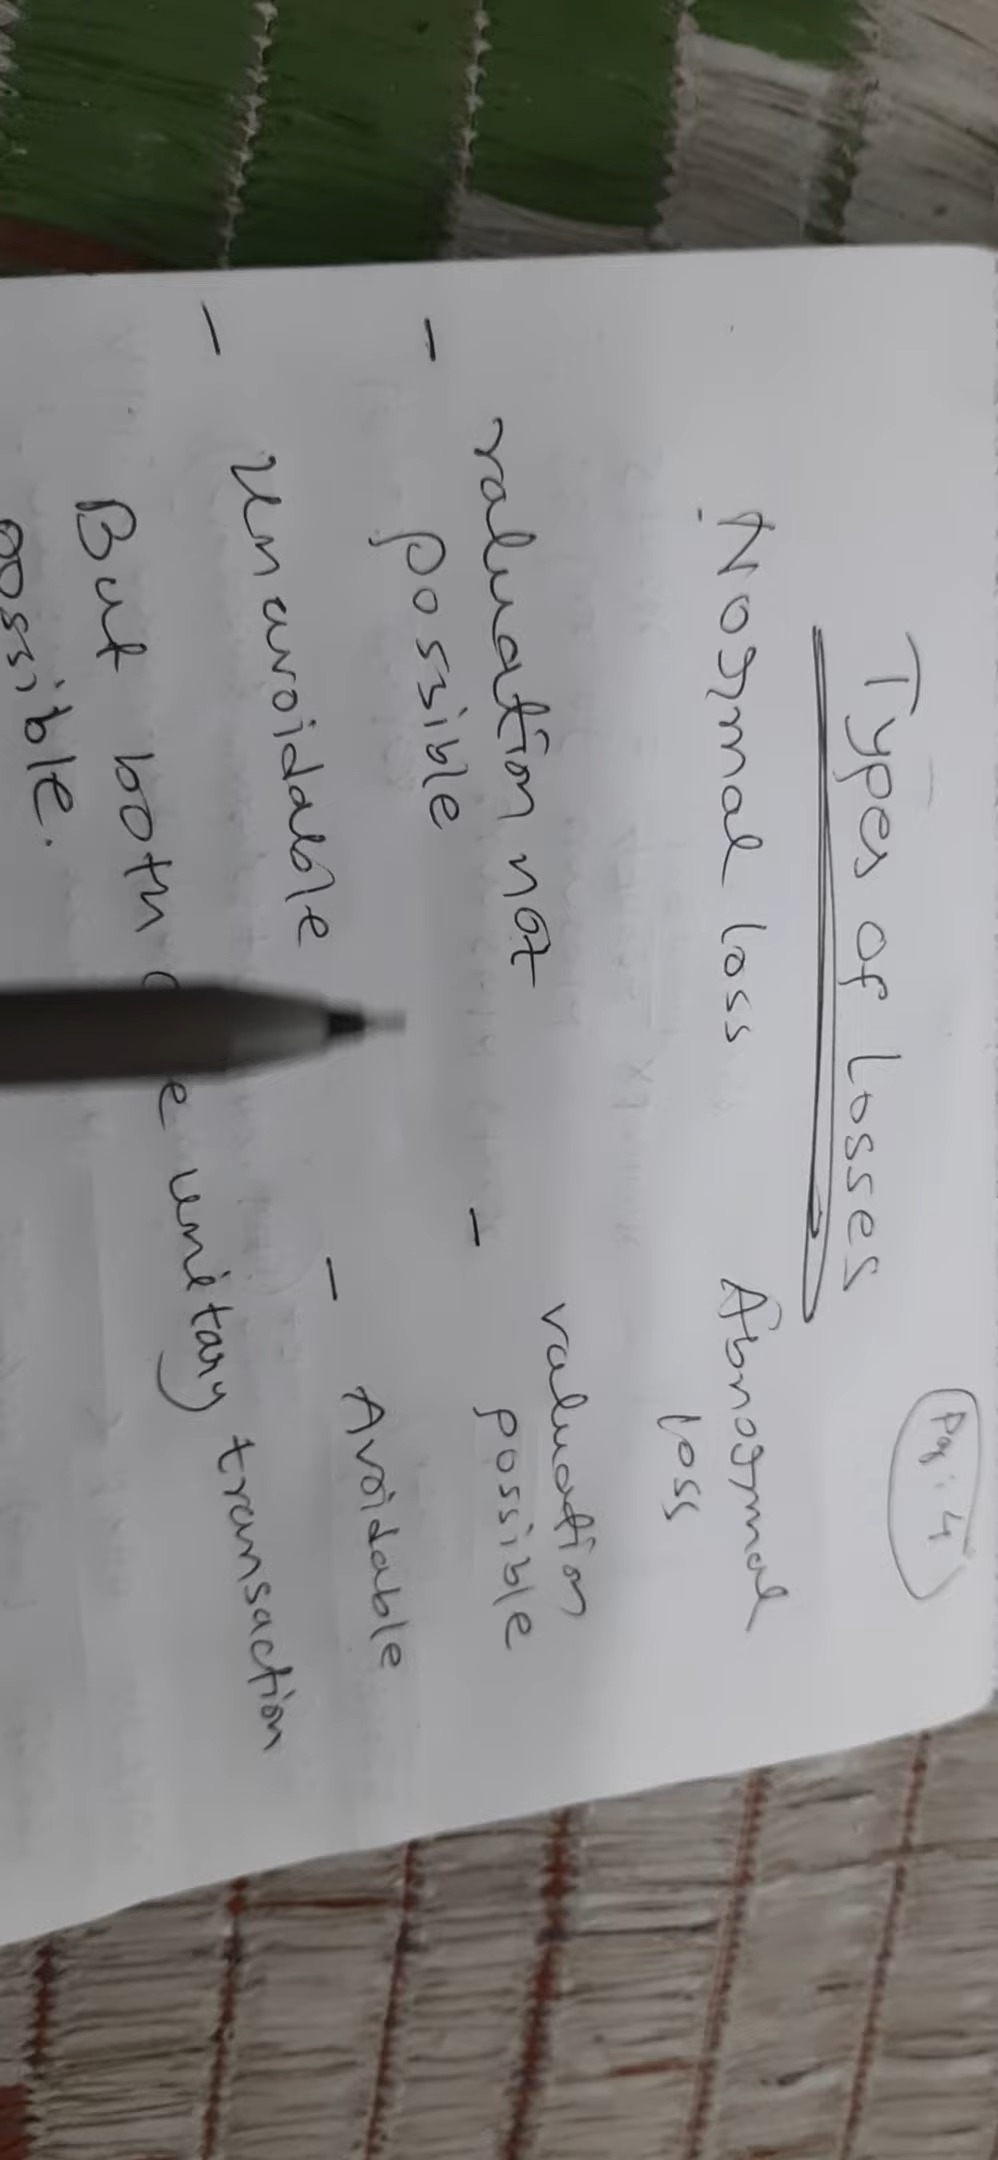 Pg: 4
Types of Losses
Normal loss
Abnormal
loss
valuation not
possible
- valuation
possible
- Unavoidable
- Avoidable
But both unitary transaction
possible.